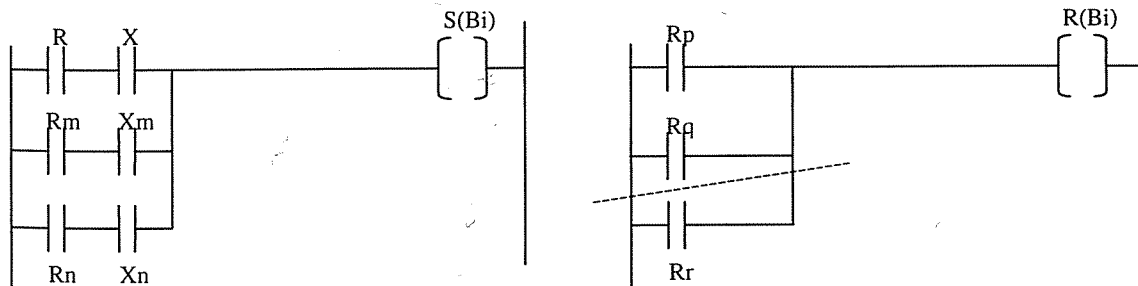 S(Bi)
R(Bi)
R X
Rp
Rm Xm
Rq
Rn Xn
Rr